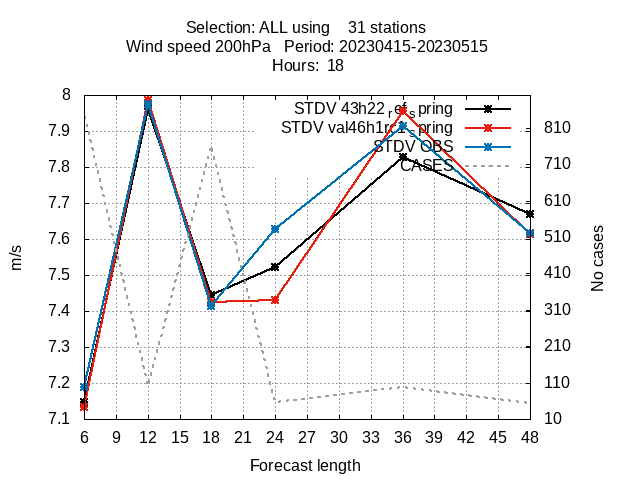 Selection: ALL using 31 stations
Wind speed 200hPa Period: 20230415-20230515
Hours: 18
STDV 43h22 ref spring
STDV OBS
CASES
8
7.9
7.8
7.7
7.6
7.5
7.4
7.3
7.2
7.1
m/s
810
710
610
510
410
310
210
110
10
No cases
6 9 12 15 18 21 24 27 30 33 36 39 42 45 48
Forecast length